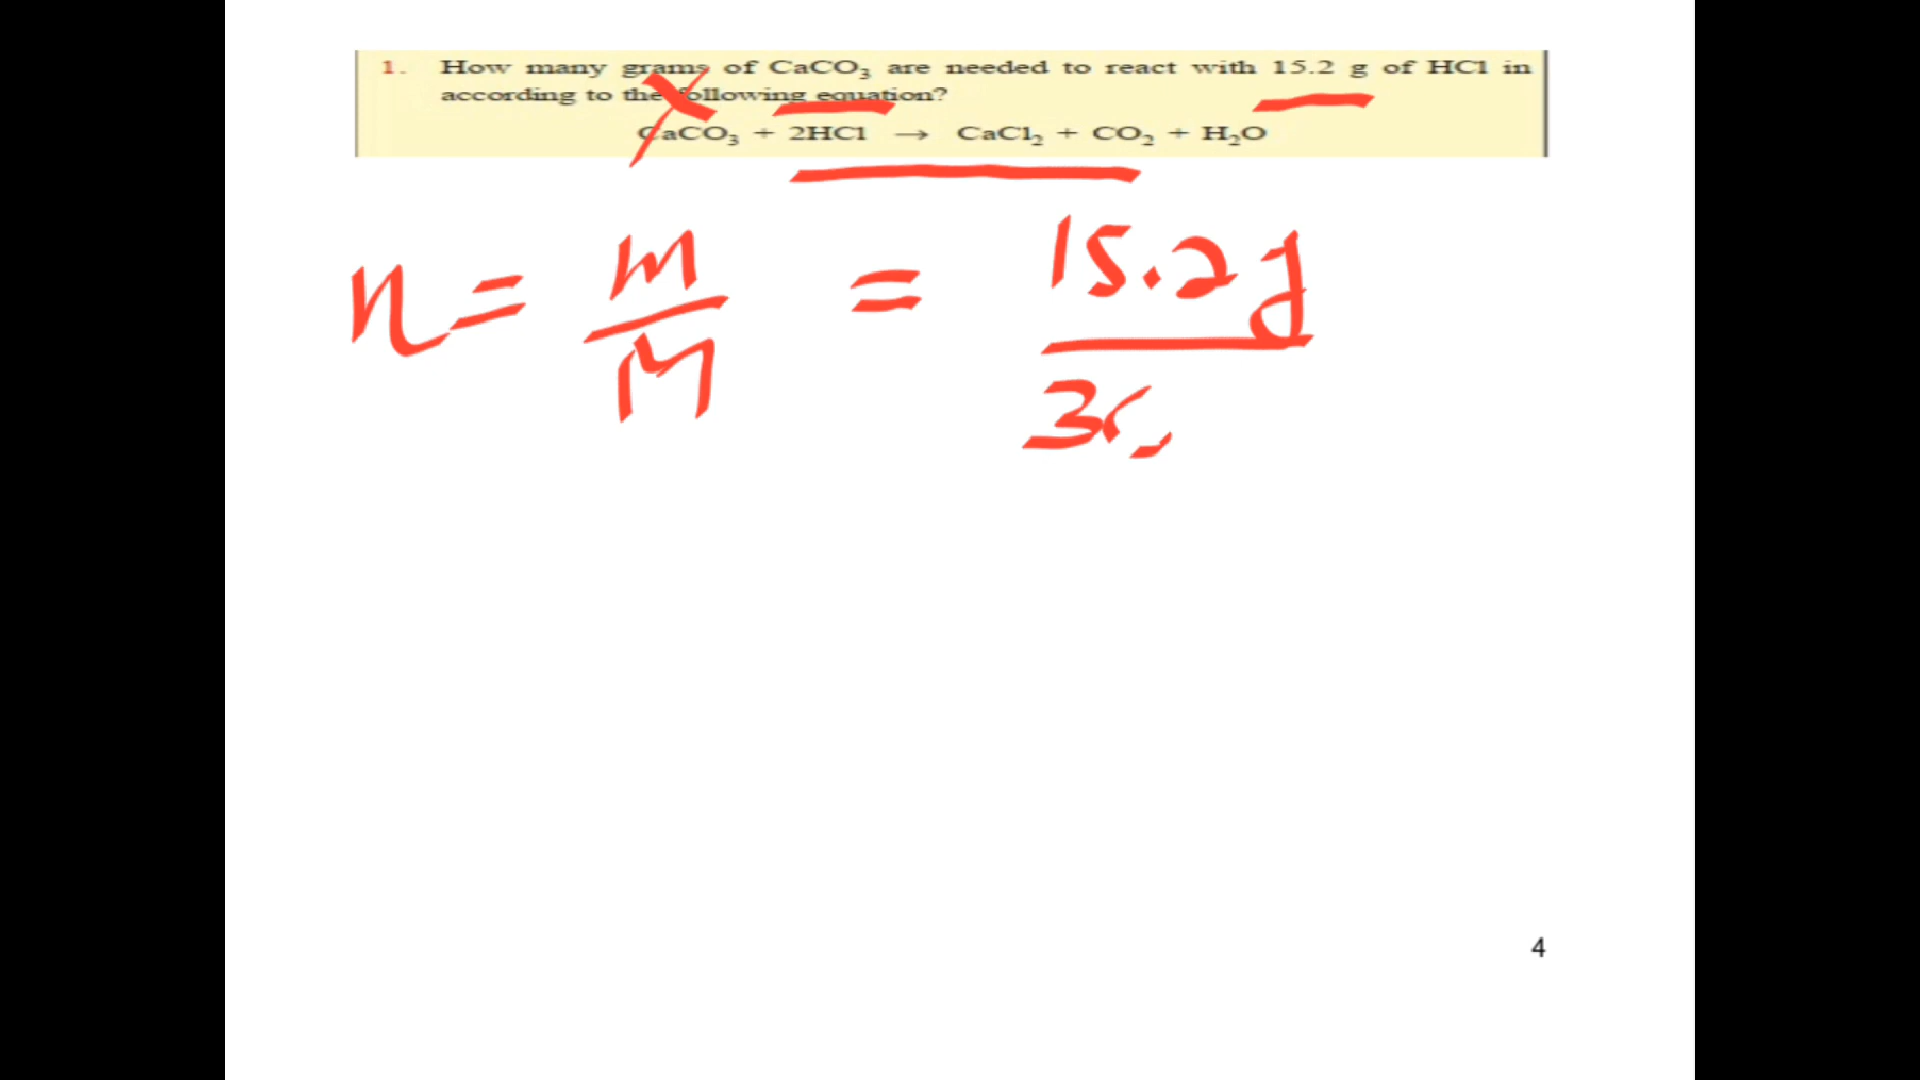 1. How many grams of CaCO₃ are needed to react with 15.2 g of HCl in
according to the following equation?
CaCO₃ + 2HCl → CaCl₂ + CO₂ + H₂O
n = m/M = 15.2g/36
4